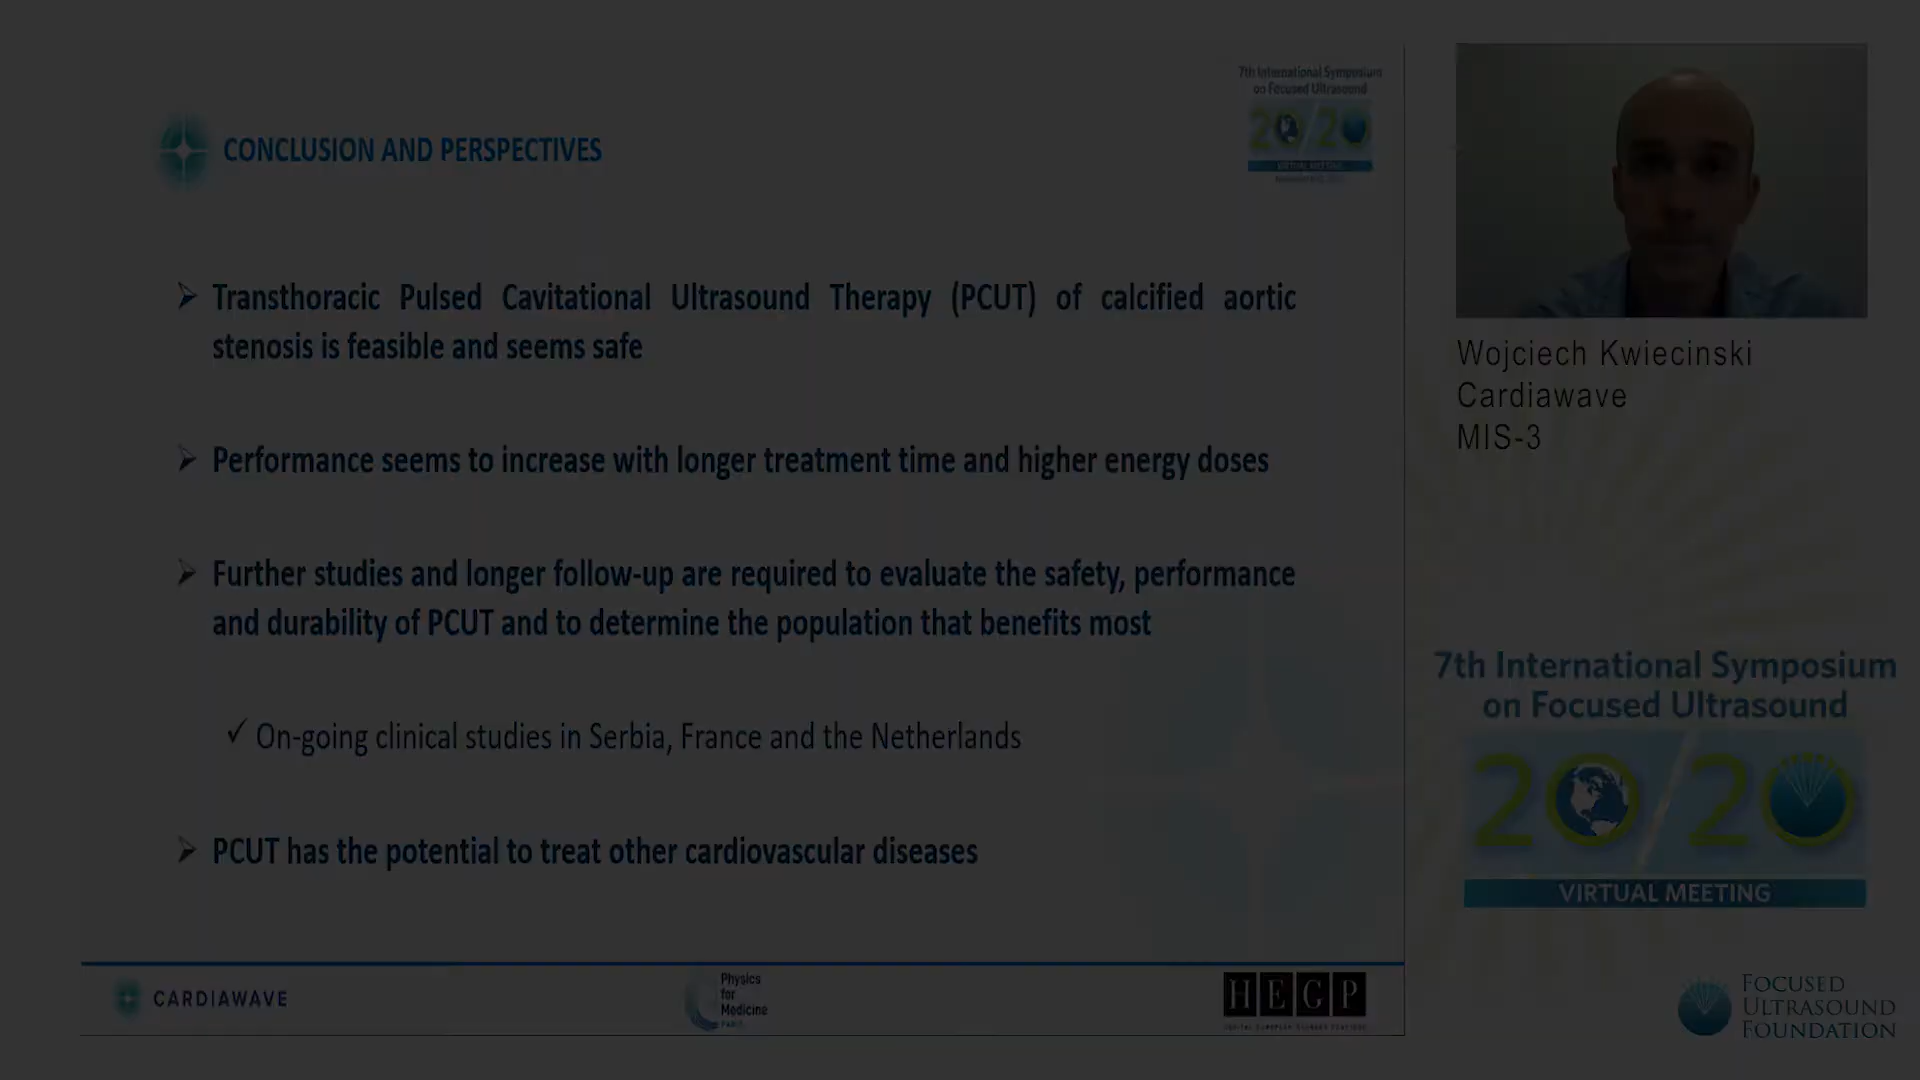 7th International Symposium
on Focused Ultrasound
20/20
VIRTUAL MEETING
CONCLUSION AND PERSPECTIVES
Transthoracic Pulsed Cavitational Ultrasound Therapy (PCUT) of calcified aortic
stenosis is feasible and seems safe
Performance seems to increase with longer treatment time and higher energy doses
Further studies and longer follow-up are required to evaluate the safety, performance
and durability of PCUT and to determine the population that benefits most
On-going clinical studies in Serbia, France and the Netherlands
PCUT has the potential to treat other cardiovascular diseases
CARDIAWAVE
Physics
for
Medicine
PARIS
HEGP
Wojciech Kwiecinski
Cardiawave
MIS-3
7th International Symposium
on Focused Ultrasound
20/20
VIRTUAL MEETING
FOCUSED
ULTRASOUND
FOUNDATION